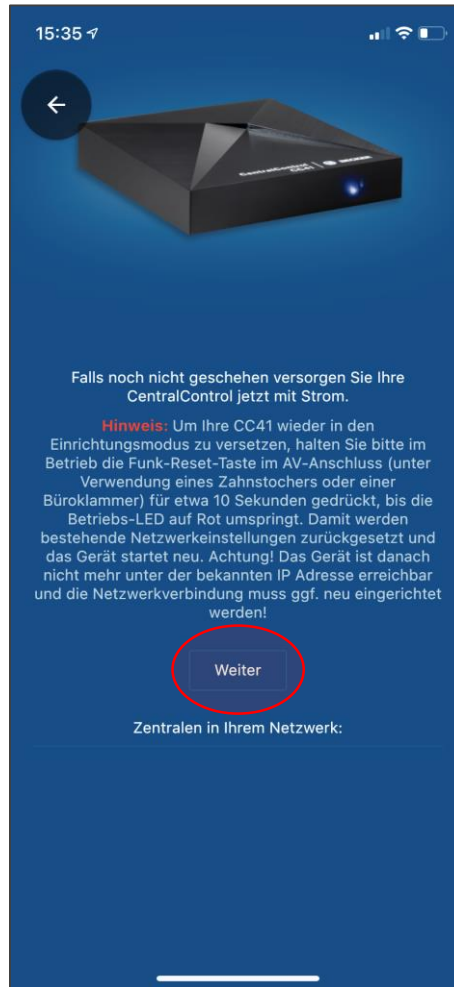 15:35
CentralControl
CC41
BECKER
Falls noch nicht geschehen versorgen Sie Ihre
CentralControl jetzt mit Strom.
Hinweis: Um Ihre CC41 wieder in den
Einrichtungsmodus zu versetzen, halten Sie bitte im
Betrieb die Funk-Reset-Taste im AV-Anschluss (unter
Verwendung eines Zahnstochers oder einer
Büroklammer) für etwa 10 Sekunden gedrückt, bis die
Betriebs-LED auf Rot umspringt. Damit werden
bestehende Netzwerkeinstellungen zurückgesetzt und
das Gerät startet neu. Achtung! Das Gerät ist danach
nicht mehr unter der bekannten IP Adresse erreichbar
und die Netzwerkverbindung muss ggf. neu eingerichtet
werden!
Weiter
Zentralen in Ihrem Netzwerk: